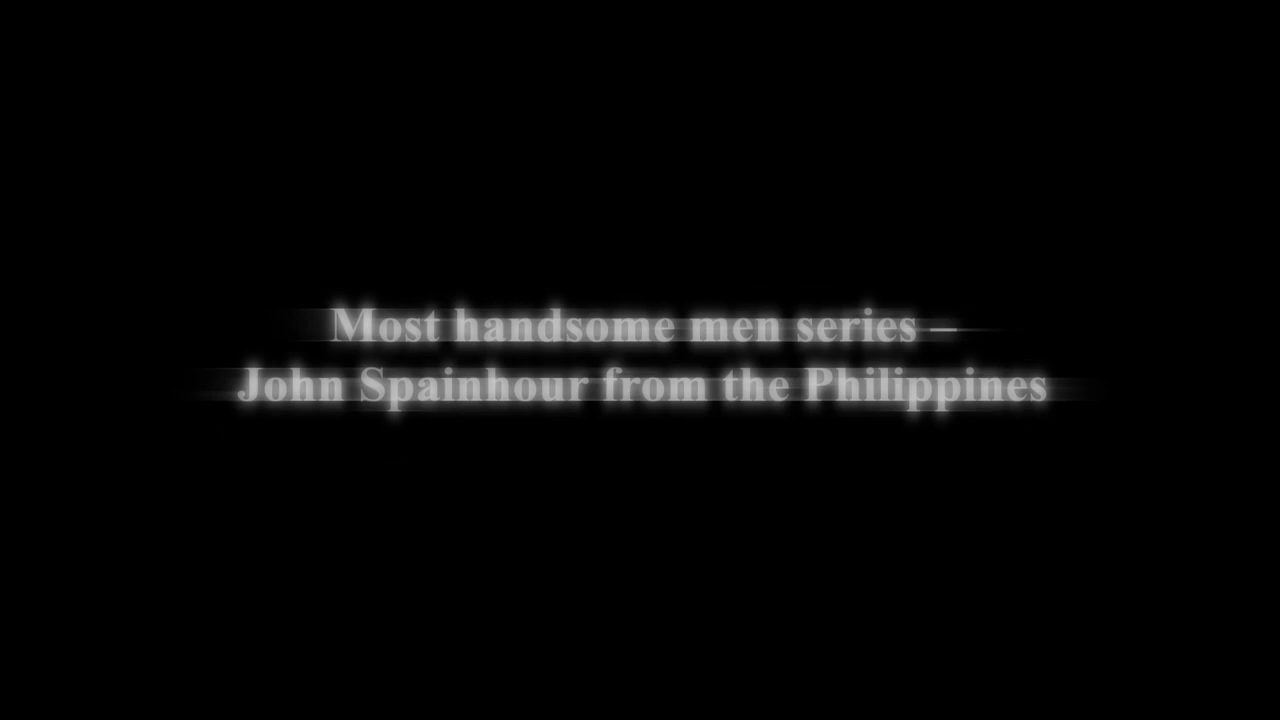 Most handsome men series –
John Spainhour from the Philippines